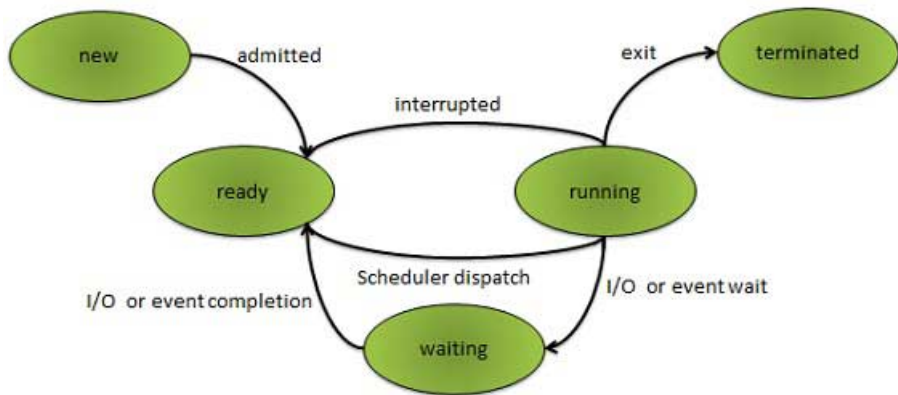 new
admitted
exit
terminated
interrupted
ready
running
Scheduler dispatch
I/O or event completion
I/O or event wait
waiting